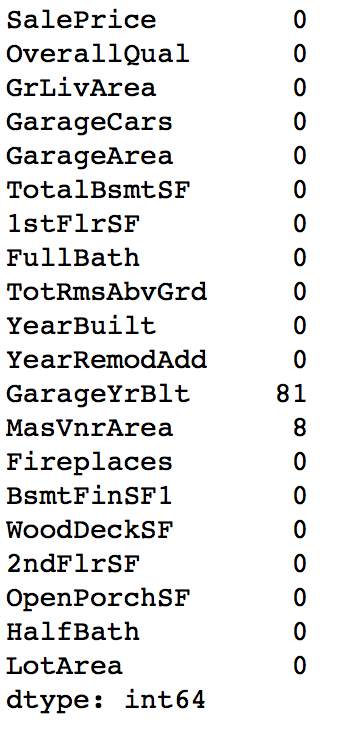 SalePrice 0
OverallQual 0
GrLivArea 0
GarageCars 0
GarageArea 0
TotalBsmtSF 0
1stFlrSF 0
FullBath 0
TotRmsAbvGrd 0
YearBuilt 0
YearRemodAdd 0
GarageYrBlt 81
MasVnrArea 8
Fireplaces 0
BsmtFinSF1 0
WoodDeckSF 0
2ndFlrSF 0
OpenPorchSF 0
HalfBath 0
LotArea 0
dtype: int64